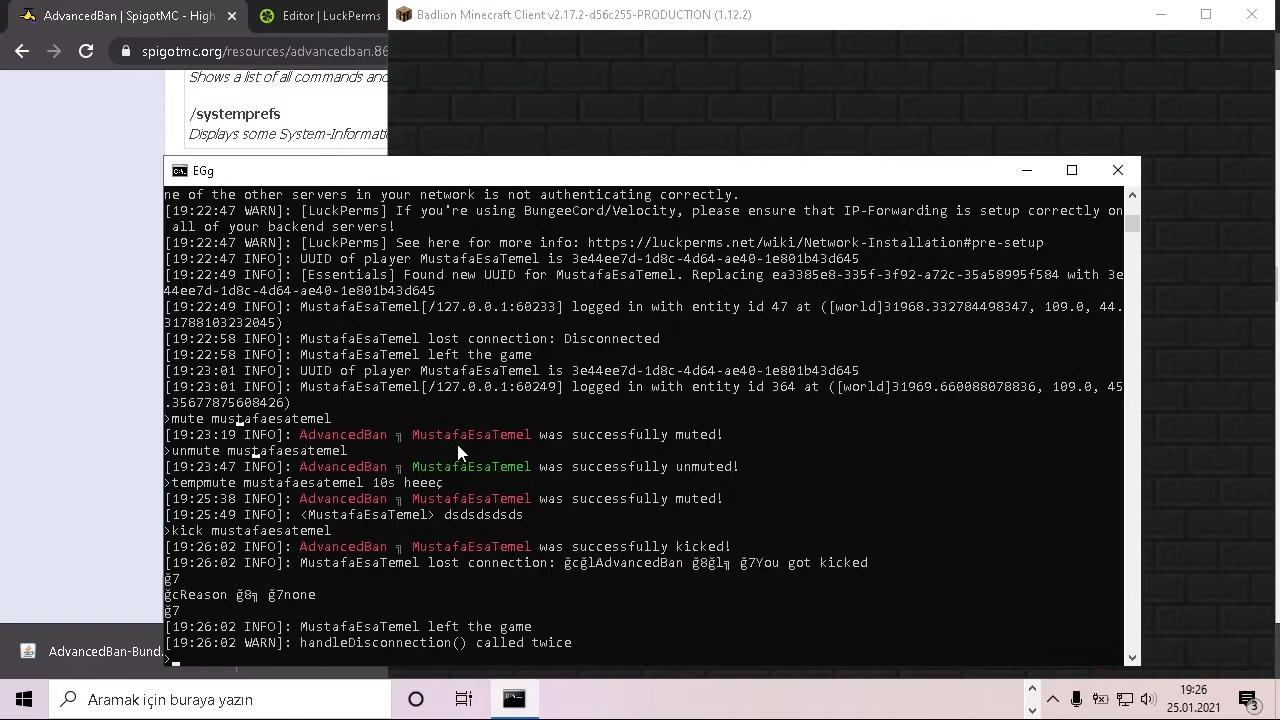 AdvancedBan | SpigotMC - High
Editor | LuckPerms
Badlion Minecraft Client v2.17.2-d56c255-PRODUCTION (1.12.2)
spigotmc.org/resources/advancedban.86
Shows a list of all commands and
/systemprefs
Displays some System-Informati
EGg
ne of the other servers in your network is not authenticating correctly.
[19:22:47 WARN]: [LuckPerms] If you're using BungeeCord/Velocity, please ensure that IP-Forwarding is setup correctly on
all of your backend servers!
[19:22:47 WARN]: [LuckPerms] See here for more info: https://luckperms.net/wiki/Network-Installation#pre-setup
[19:22:47 INFO]: UUID of player MustafaEsaTemel is 3e44ee7d-1d8c-4d64-ae40-1e801b43d645
[19:22:49 INFO]: [Essentials] Found new UUID for MustafaEsaTemel. Replacing ea3385e8-335f-3f92-a72c-35a58995f584 with 3e
44ee7d-1d8c-4d64-ae40-1e801b43d645
[19:22:49 INFO]: MustafaEsaTemel[/127.0.0.1:60233] logged in with entity id 47 at ([world]31968.332784498347, 109.0, 44.
31788103232045)
[19:22:58 INFO]: MustafaEsaTemel lost connection: Disconnected
[19:22:58 INFO]: MustafaEsaTemel left the game
[19:23:01 INFO]: UUID of player MustafaEsaTemel is 3e44ee7d-1d8c-4d64-ae40-1e801b43d645
[19:23:01 INFO]: MustafaEsaTemel[/127.0.0.1:60249] logged in with entity id 364 at ([world]31969.660088078836, 109.0, 45
.35677875608426)
>mute mustafaesatemel
[19:23:19 INFO]: AdvancedBan ╗ MustafaEsaTemel was successfully muted!
>unmute mustafaesatemel
[19:23:47 INFO]: AdvancedBan ╗ MustafaEsaTemel was successfully unmuted!
>tempmute mustafaesatemel 10s heeeç
[19:25:38 INFO]: AdvancedBan ╗ MustafaEsaTemel was successfully muted!
[19:25:49 INFO]: <MustafaEsaTemel> dsdsdsdsds
>kick mustafaesatemel
[19:26:02 INFO]: AdvancedBan ╗ MustafaEsaTemel was successfully kicked!
[19:26:02 INFO]: MustafaEsaTemel lost connection: ğcğlAdvancedBan ğ8ğl╗ ğ7You got kicked
ğ7
ğcReason ğ8╗ ğ7none
ğ7
[19:26:02 INFO]: MustafaEsaTemel left the game
[19:26:02 WARN]: handleDisconnection() called twice
>
AdvancedBan-Bund...
Aramak için buraya yazın
19:26
25.01.2021
3